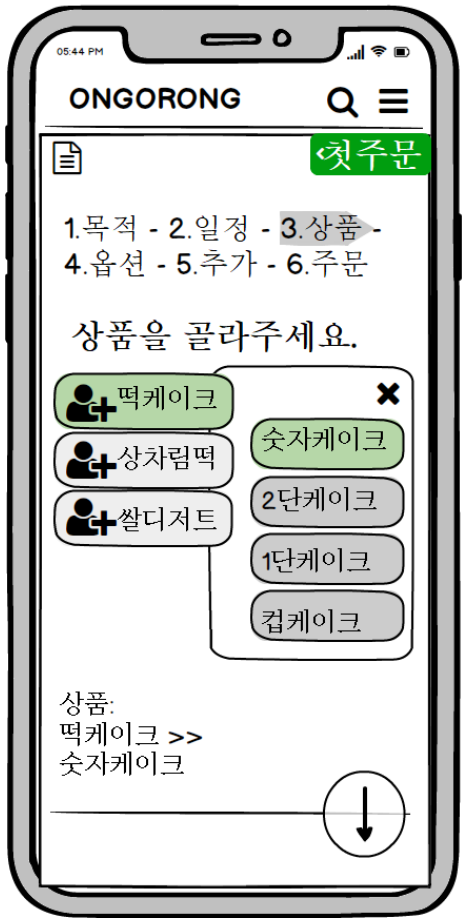 05:44 PM
ONGORONG
<첫주문
1.목적 - 2.일정 - 3.상품 -
4.옵션 - 5.추가 - 6.주문
상품을 골라주세요.
떡케이크
상차림떡
쌀디저트
숫자케이크
2단케이크
1단케이크
컵케이크
상품:
떡케이크 >>
숫자케이크